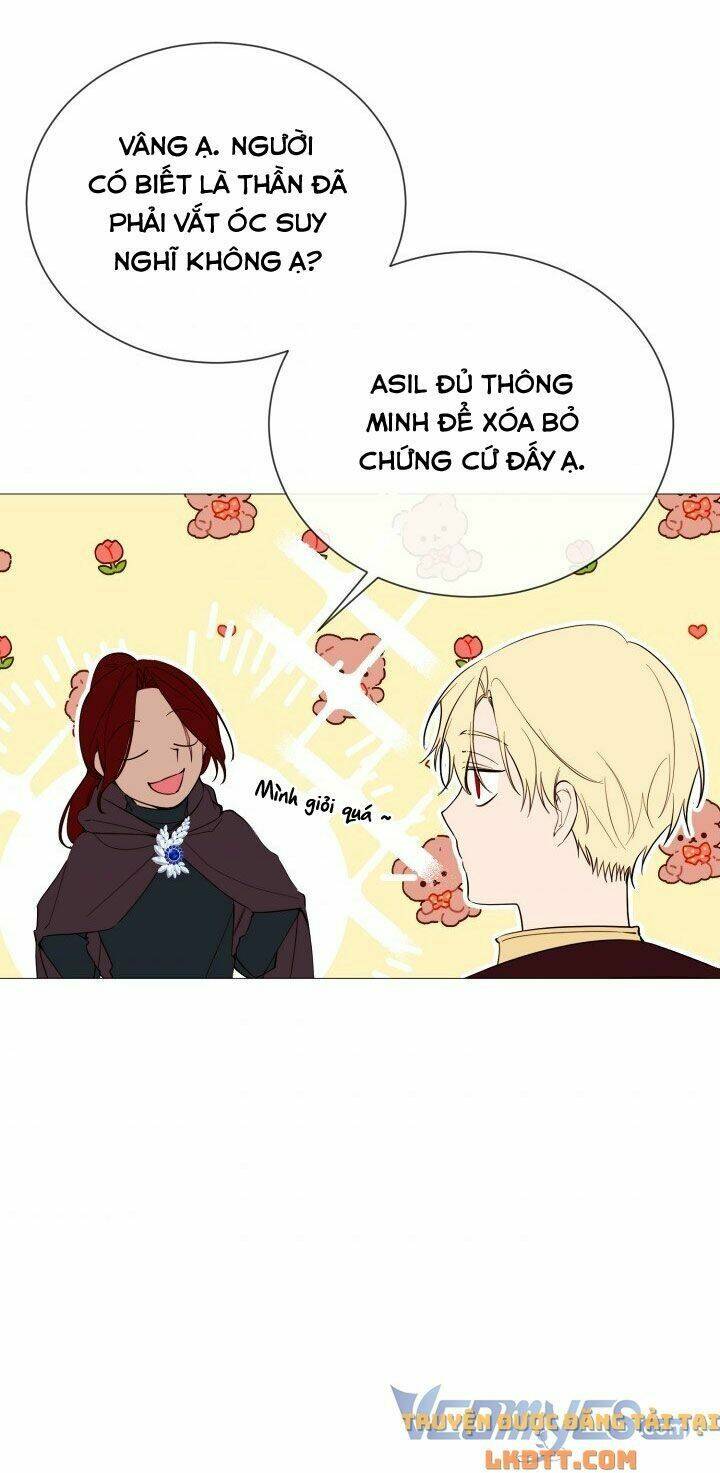 VÂNG Ạ. NGƯỜI
CÓ BIẾT LÀ THẦN ĐÃ
PHẢI VẮT ÓC SUY
NGHĨ KHÔNG Ạ?
ASIL ĐỦ THÔNG
MINH ĐỂ XÓA BỎ
CHỨNG CỨ ĐẤY Ạ.
Mình giỏi quá ~
TRUYỆN ĐƯỢC ĐĂNG TẢI TẠI
LKDTT.COM